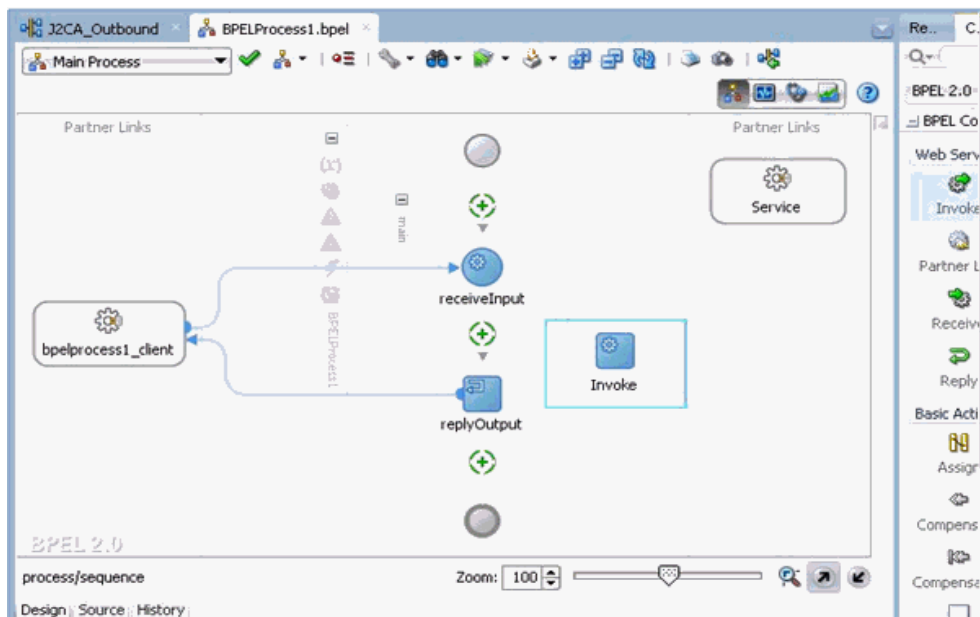 J2CA_Outbound
BPELProcess1.bpel
Re..
C.
Main Process
BPEL 2.0
BPEL Co
Partner Links
Partner Links
Web Serv
(x)
main
Service
Invoke
Partner L
receiveInput
Receive
bpelprocess1_client
BPELProcess1
Invoke
Reply
replyOutput
Basic Acti
Assign
Compens
BPEL 2.0
process/sequence
Zoom: 100
Compensa
Design Source History